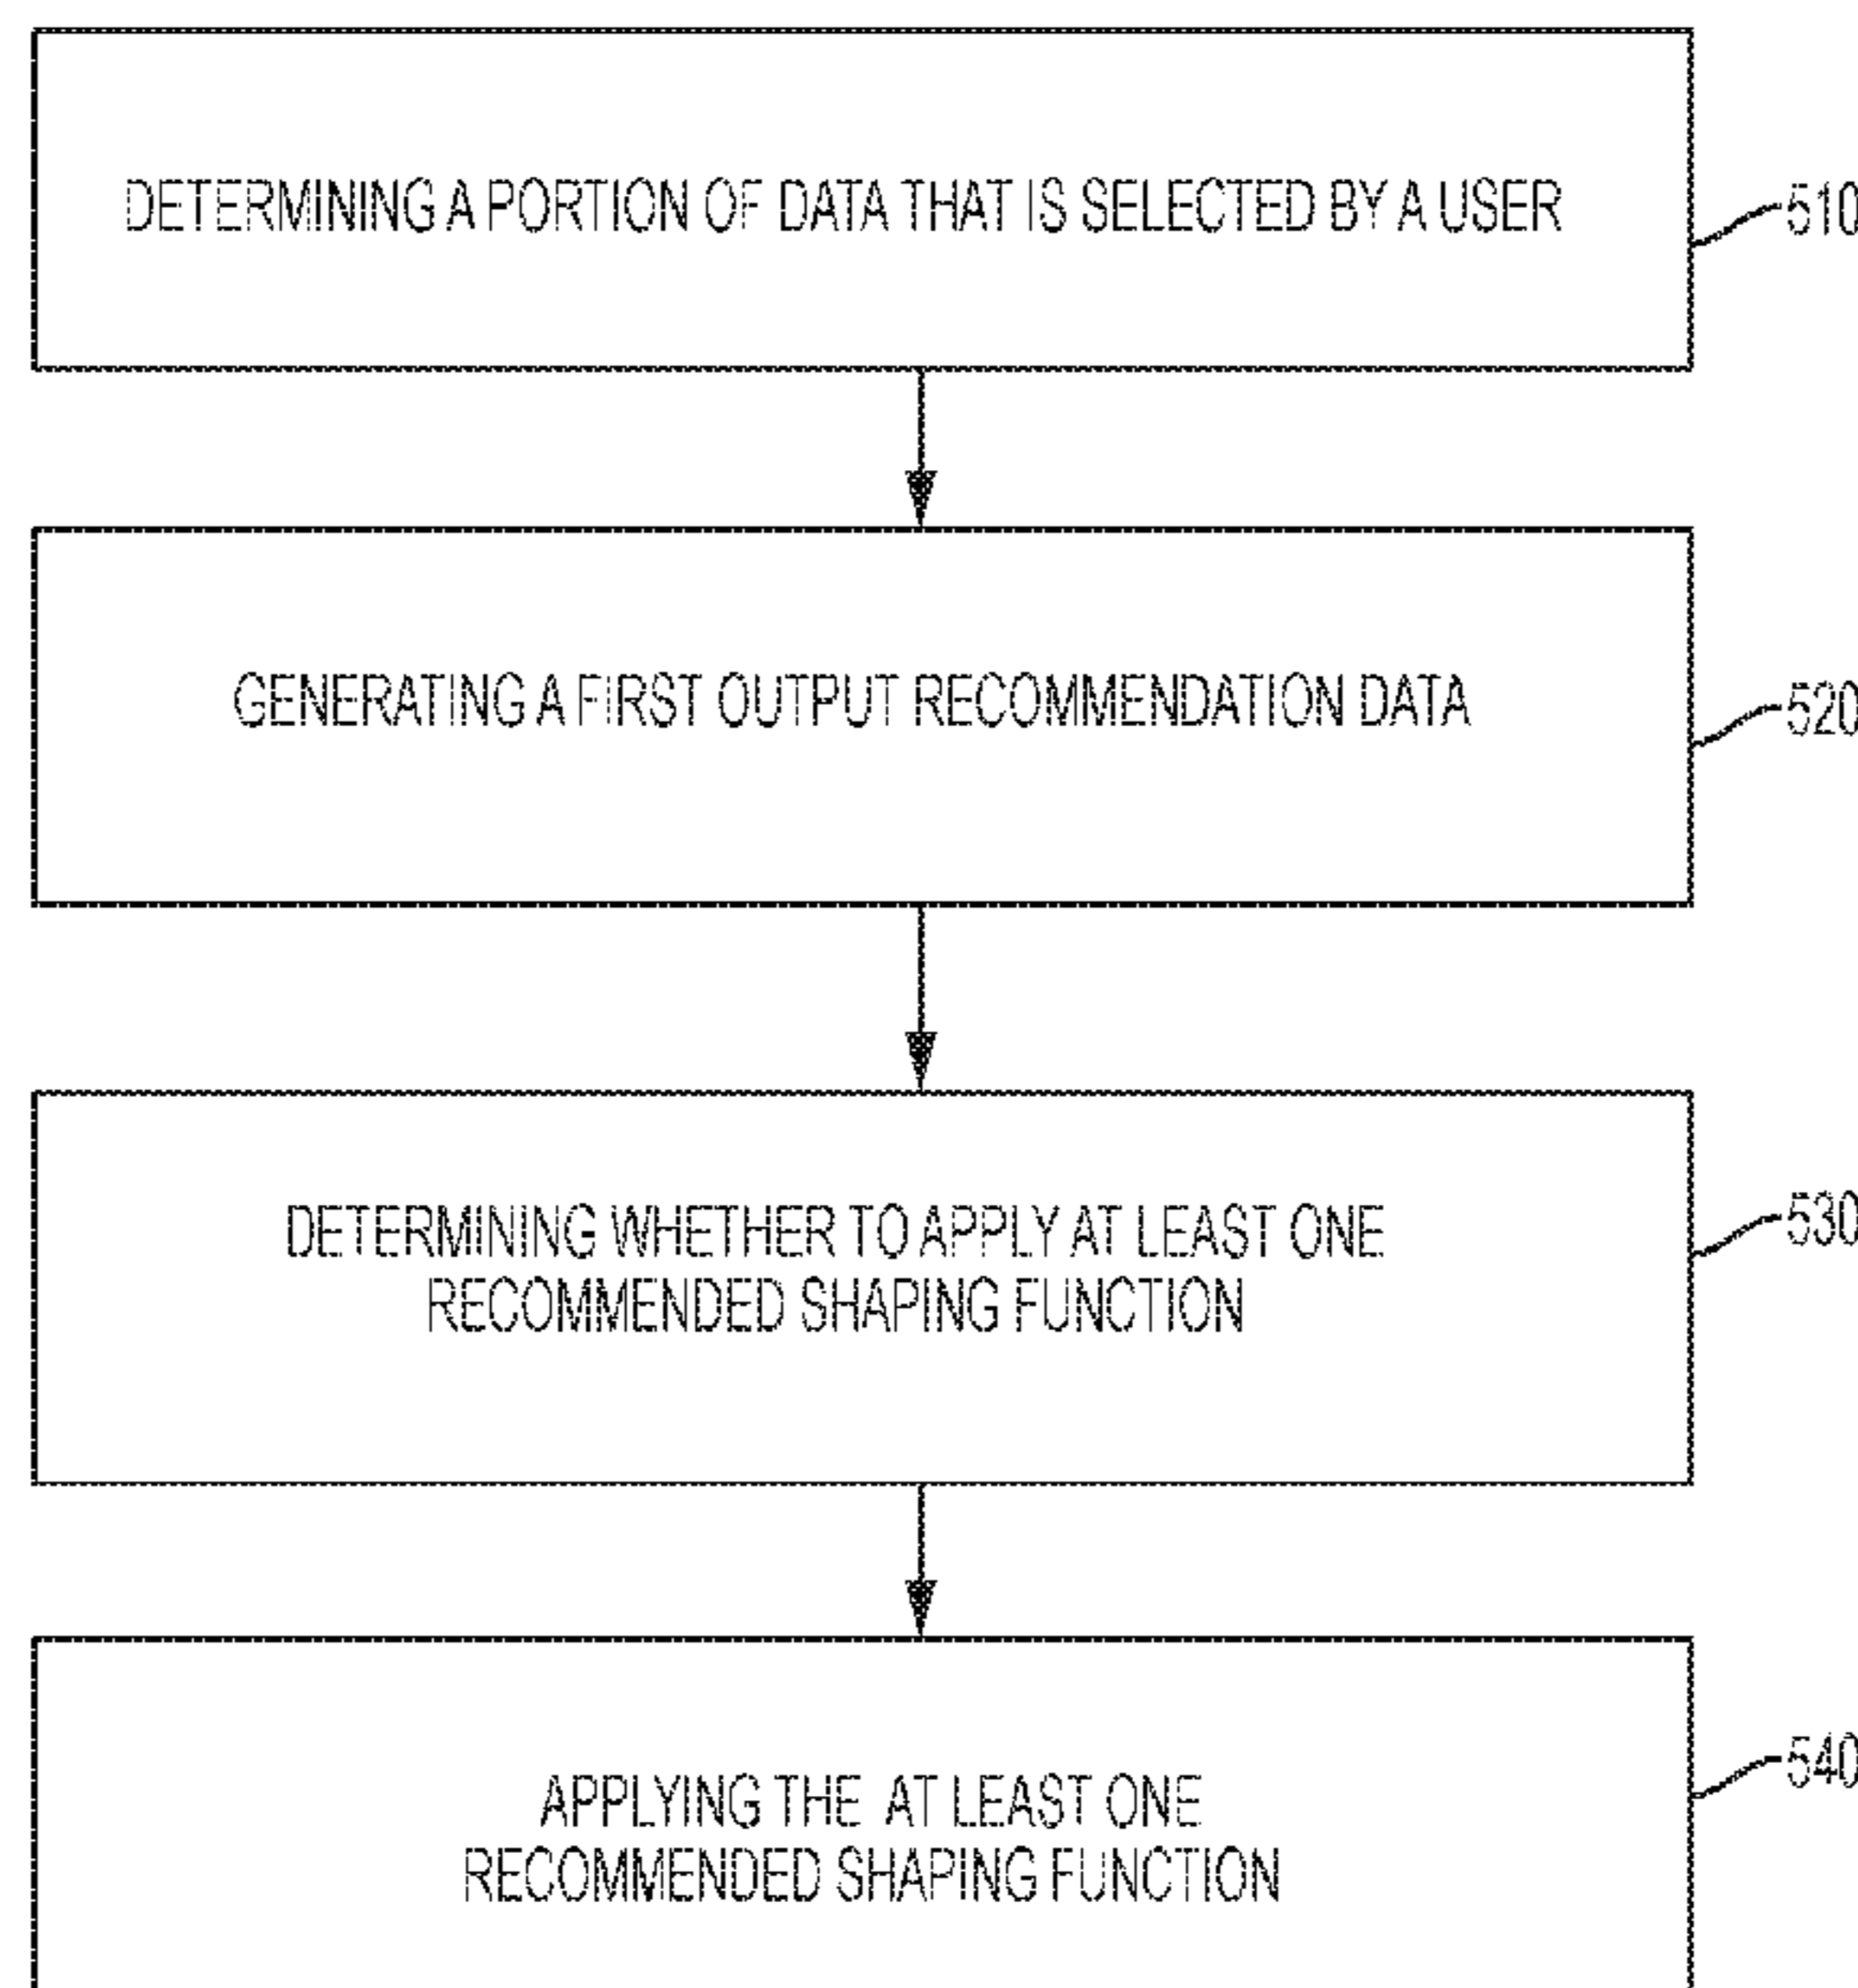 DETERMINING A PORTION OF DATA THAT IS SELECTED BY A USER
510
GENERATING A FIRST OUTPUT RECOMMENDATION DATA
520
DETERMINING WHETHER TO APPLY AT LEAST ONE
RECOMMENDED SHAPING FUNCTION
530
APPLYING THE AT LEAST ONE
RECOMMENDED SHAPING FUNCTION
540